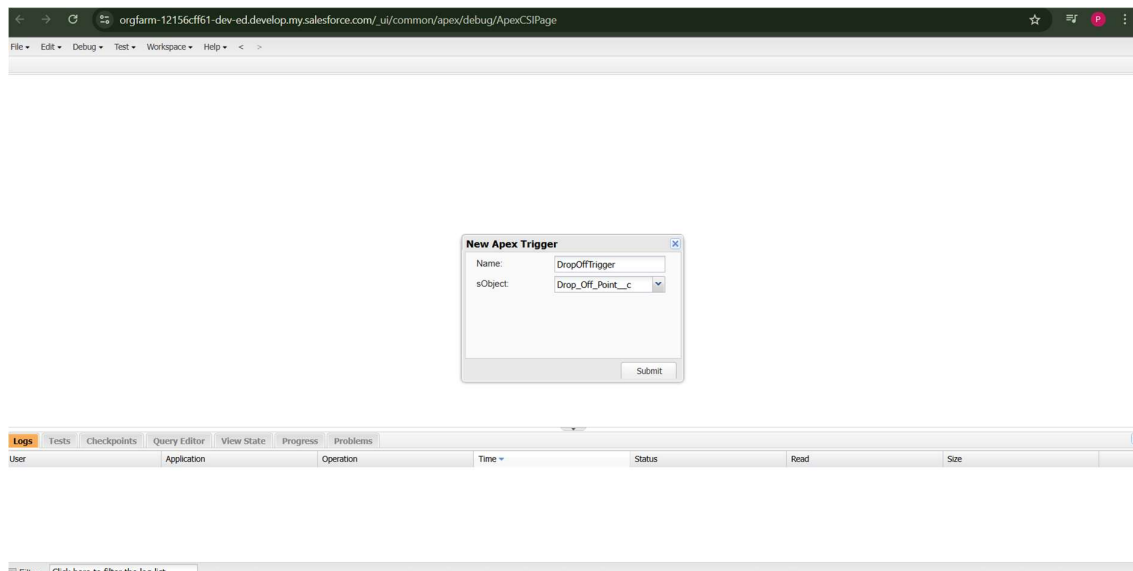 orgfarm-12156cff61-dev-ed.develop.my.salesforce.com/_ui/common/apex/debug/ApexCSIPage
P
File Edit Debug Test Workspace Help < >
New Apex Trigger
Name: DropOffTrigger
sObject: Drop_Off_Point__c
Submit
Logs Tests Checkpoints Query Editor View State Progress Problems
User Application Operation Time Status Read Size
Click here to filter the log list